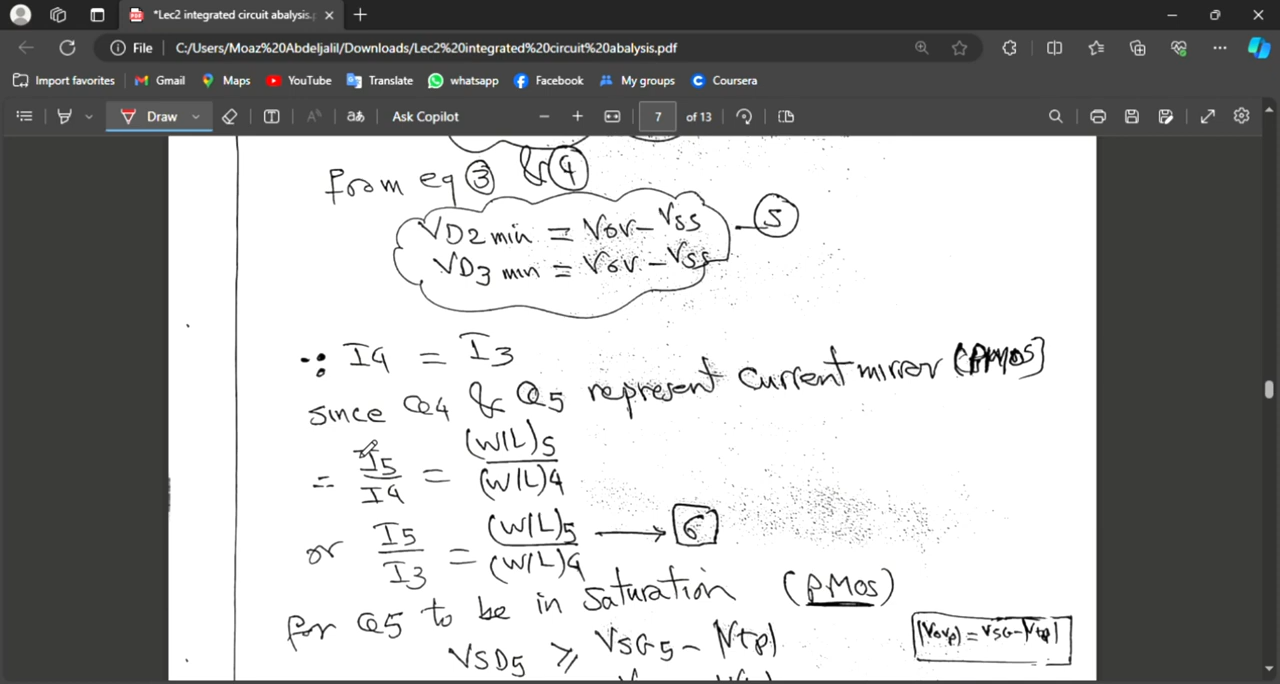 *Lec2 integrated circuit abalysis.p
File C:/Users/Moaz%20Abdeljalil/Downloads/Lec2%20integrated%20circuit%20abalysis.pdf
Import favorites Gmail Maps YouTube Translate whatsapp Facebook My groups Coursera
Draw Ask Copilot 7 of 13
from eq ③ & ④
VD2 min = Vov - Vss
VD3 min = Vov - Vss — ⑤
∵ I4 = I3
since Q4 & Q5 represent current mirror (PMOS)
= I5/I4 = (W/L)5/(W/L)4
or I5/I3 = (W/L)5/(W/L)4 → 6
for Q5 to be in saturation (PMOS)
VSD5 ⩾ VSG5 - |Vtp|
|Vovp| = VSG - |Vtp|